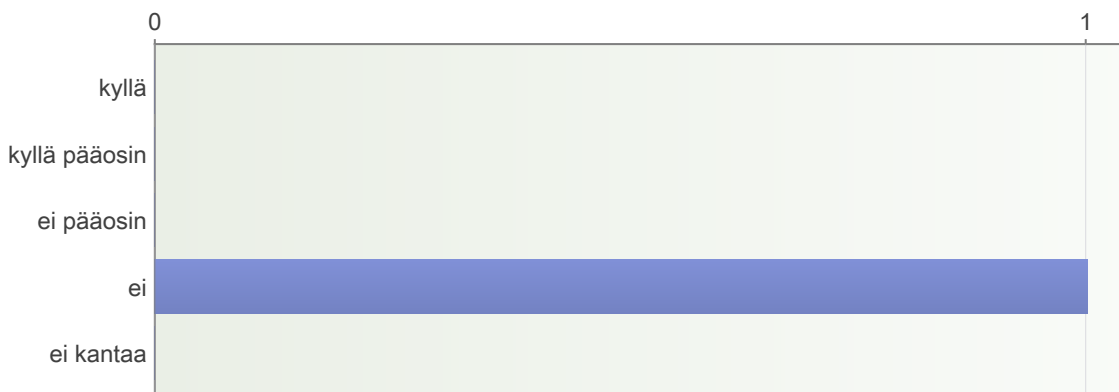 0 1
kyllä
kyllä pääosin
ei pääosin
ei
ei kantaa